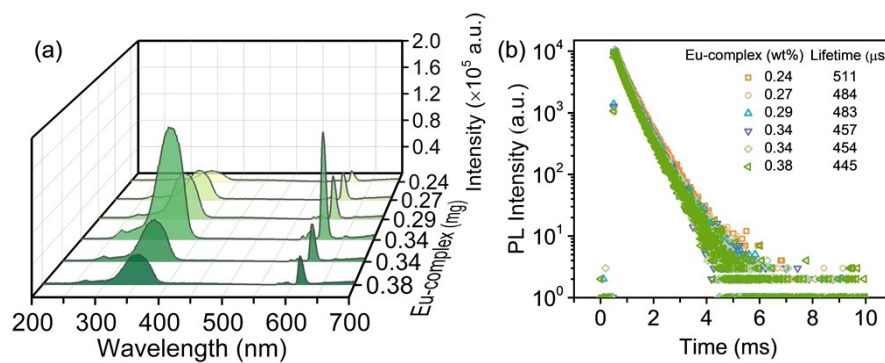 (a)
2.0
1.6
1.2
0.8
0.4
Intensity (×10⁵ a.u.)
0.24
0.27
0.29
0.34
0.34
0.38
Eu-complex (mg)
200 300 400 500 600 700
Wavelength (nm)
(b)
Eu-complex (wt%) Lifetime (μs
0.24 511
0.27 484
0.29 483
0.34 457
0.34 454
0.38 445
10⁴
10³
10²
10¹
10⁰
PL Intensity (a.u.)
0 2 4 6 8 10
Time (ms)